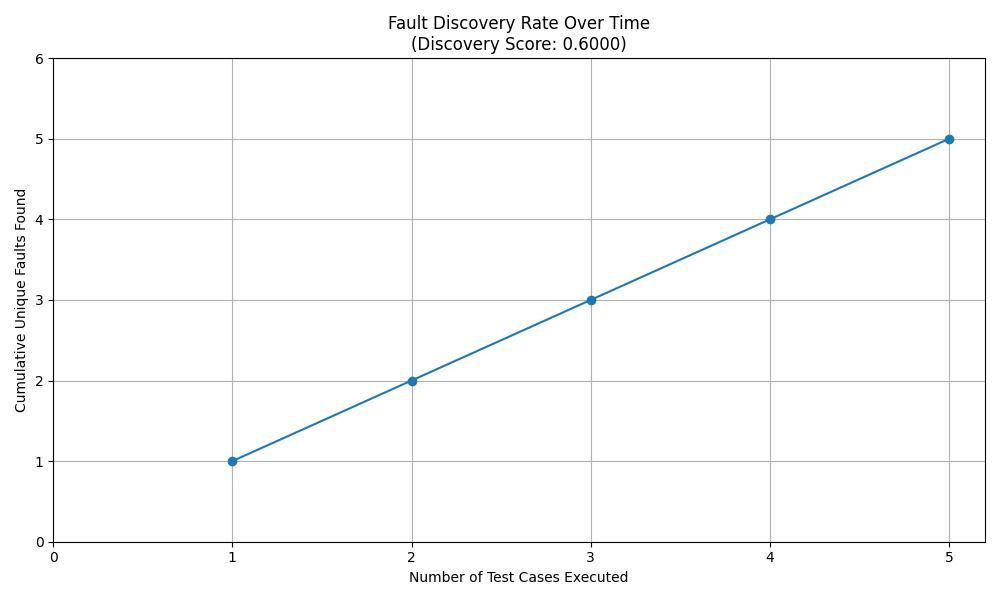 Fault Discovery Rate Over Time
(Discovery Score: 0.6000)
6
5
4
3
2
1
0
Cumulative Unique Faults Found
0 1 2 3 4 5
Number of Test Cases Executed